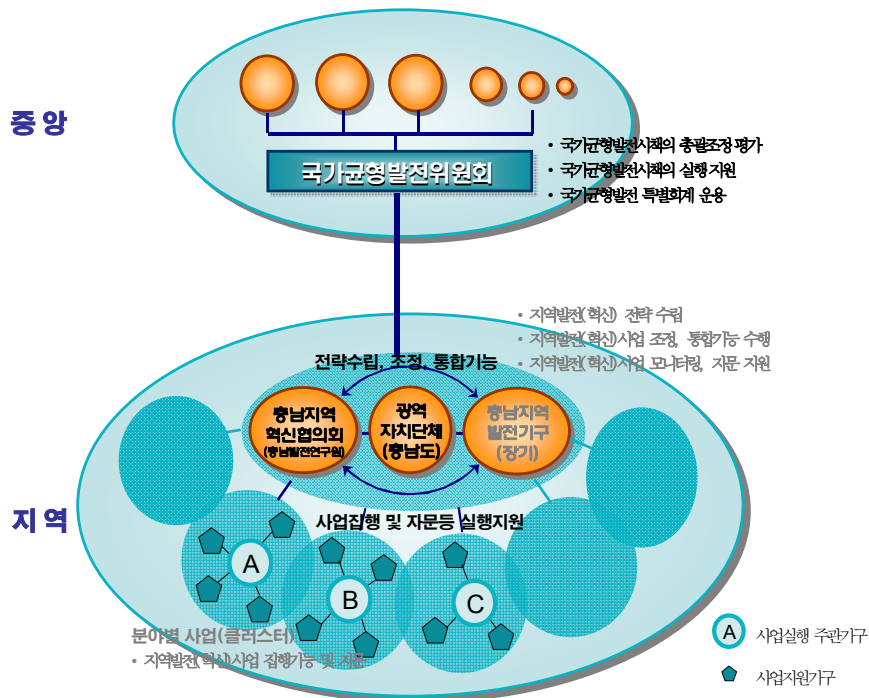 중앙
국가균형발전위원회
• 국가균형발전시책의 총괄조정 평가
• 국가균형발전시책의 실행 지원
• 국가균형발전 특별회계 운용
• 지역발전(혁신) 전략 수립
• 지역발전(혁신)사업 조정, 통합기능 수행
• 지역발전(혁신)사업 모니터링, 자문 지원
전략수립, 조정, 통합기능
충남지역
혁신협의회
(충남발전연구원)
광역
자치단체
(충남도)
충남지역
발전기구
(장기)
지역
사업집행 및 자문등 실행지원
A
B
C
분야별 사업(클러스터)
• 지역발전(혁신)사업 집행기능 및 자문
A 사업실행 주관기구
사업지원기구